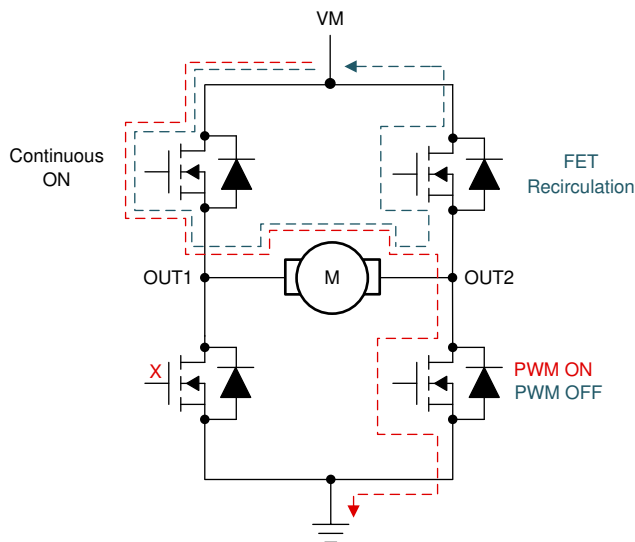 VM
Continuous
ON
FET
Recirculation
OUT1
M
OUT2
X
PWM ON
PWM OFF